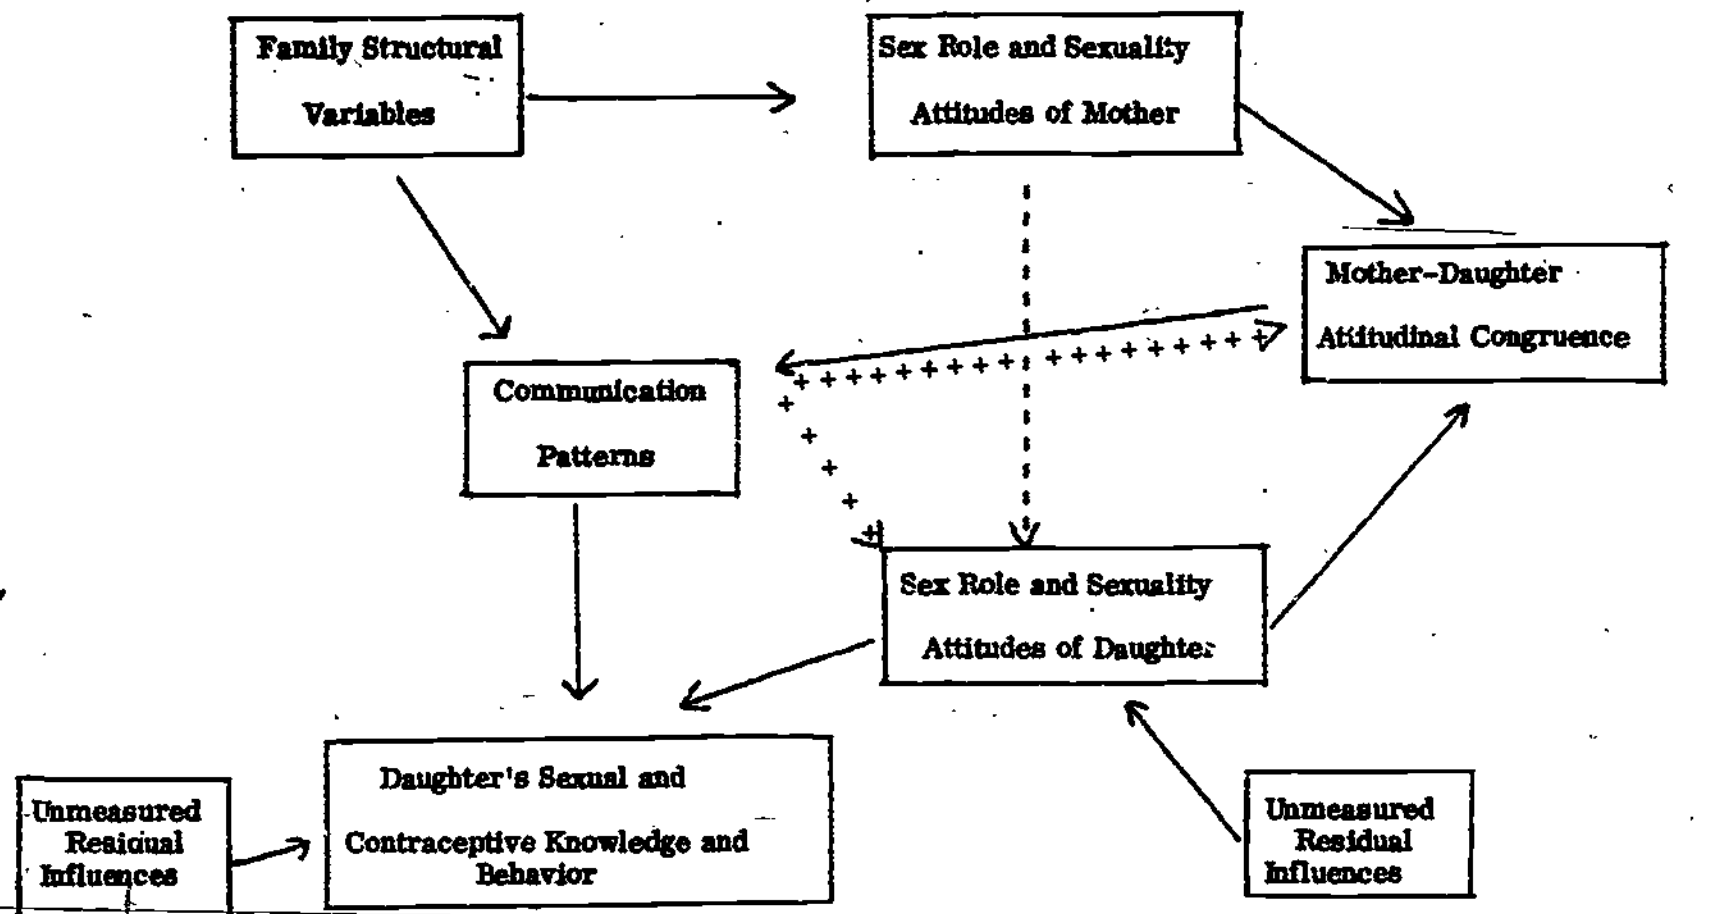 Family Structural
Variables
Sex Role and Sexuality
Attitudes of Mother
Mother-Daughter
Attitudinal Congruence
Communication
Patterns
Sex Role and Sexuality
Attitudes of Daughter
Daughter's Sexual and
Contraceptive Knowledge and
Behavior
Unmeasured
Residual
Influences
Unmeasured
Residual
Influences